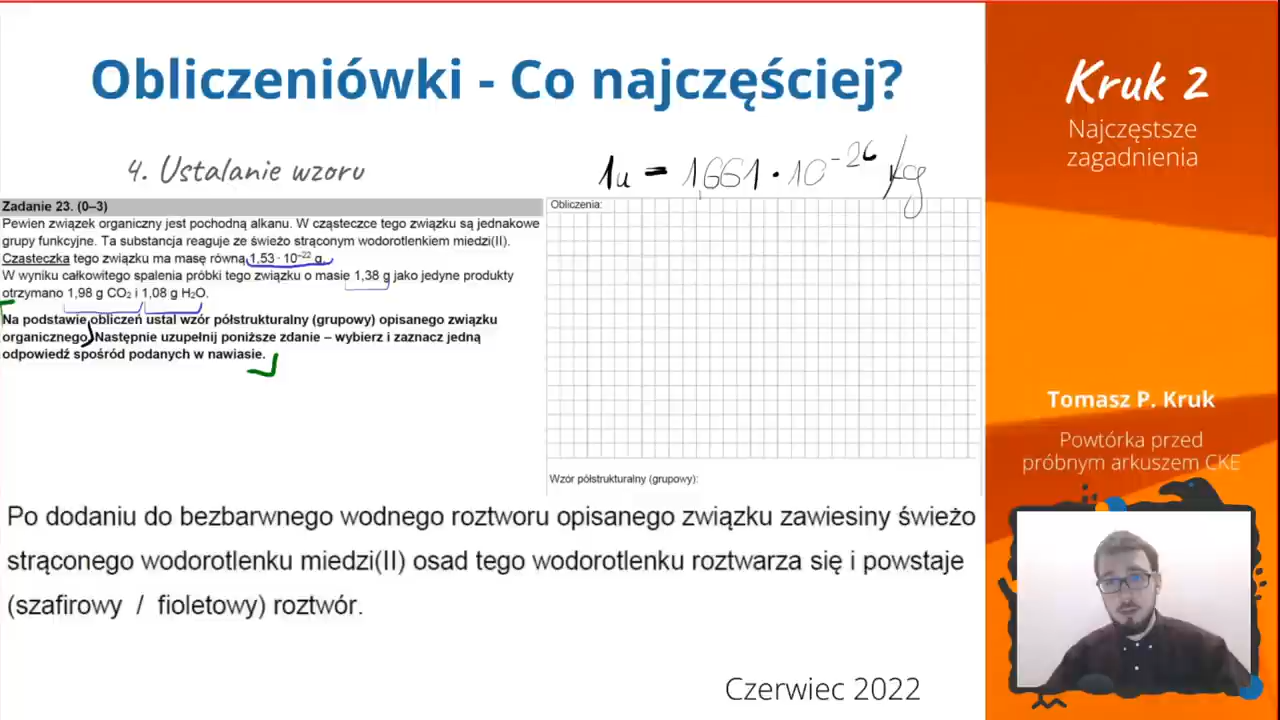 Obliczeniówki - Co najczęściej?
4. Ustalanie wzoru
1u = 1661 · 10⁻²⁶ kg
Zadanie 23. (0–3)
Pewien związek organiczny jest pochodną alkanu. W cząsteczce tego związku są jednakowe
grupy funkcyjne. Ta substancja reaguje ze świeżo strąconym wodorotlenkiem miedzi(II).
Cząsteczka tego związku ma masę równą 1,53 · 10⁻²² g.
W wyniku całkowitego spalenia próbki tego związku o masie 1,38 g jako jedyne produkty
otrzymano 1,98 g CO₂ i 1,08 g H₂O.
Na podstawie obliczeń ustal wzór półstrukturalny (grupowy) opisanego związku
organicznego. Następnie uzupełnij poniższe zdanie – wybierz i zaznacz jedną
odpowiedź spośród podanych w nawiasie.
Obliczenia:
Wzór półstrukturalny (grupowy):
Po dodaniu do bezbarwnego wodnego roztworu opisanego związku zawiesiny świeżo
strąconego wodorotlenku miedzi(II) osad tego wodorotlenku roztwarza się i powstaje
(szafirowy / fioletowy) roztwór.
Czerwiec 2022
Kruk 2
Najczęstsze
zagadnienia
Tomasz P. Kruk
Powtórka przed
próbnym arkuszem CKE